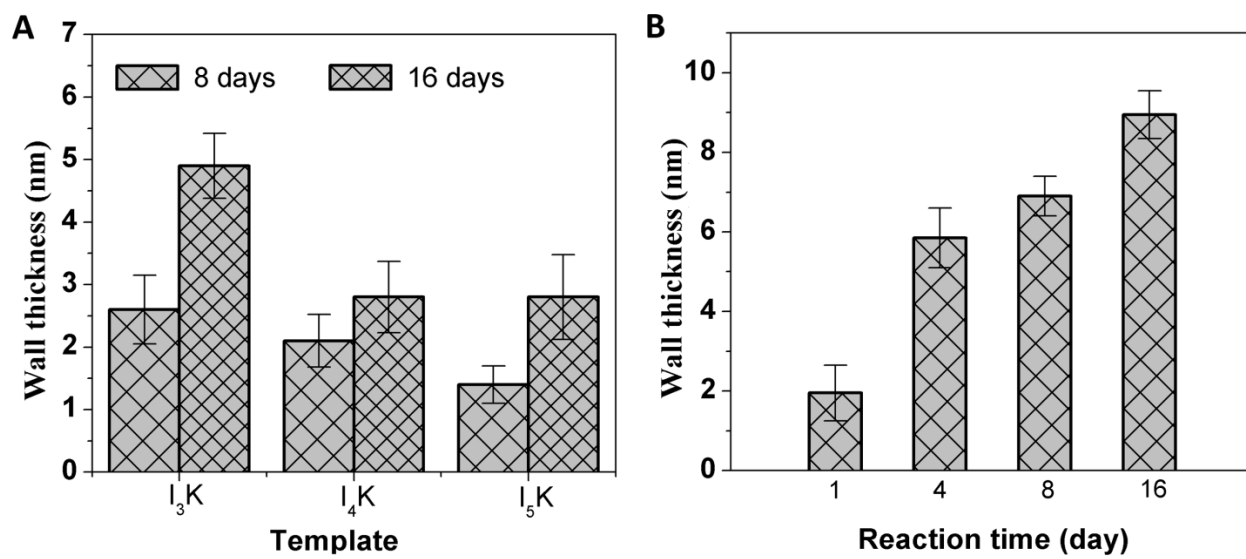 A
7
6
5
4
3
2
1
0
Wall thickness (nm)
8 days
16 days
I₃K
I₄K
I₅K
Template
B
10
8
6
4
2
0
Wall thickness (nm)
1
4
8
16
Reaction time (day)